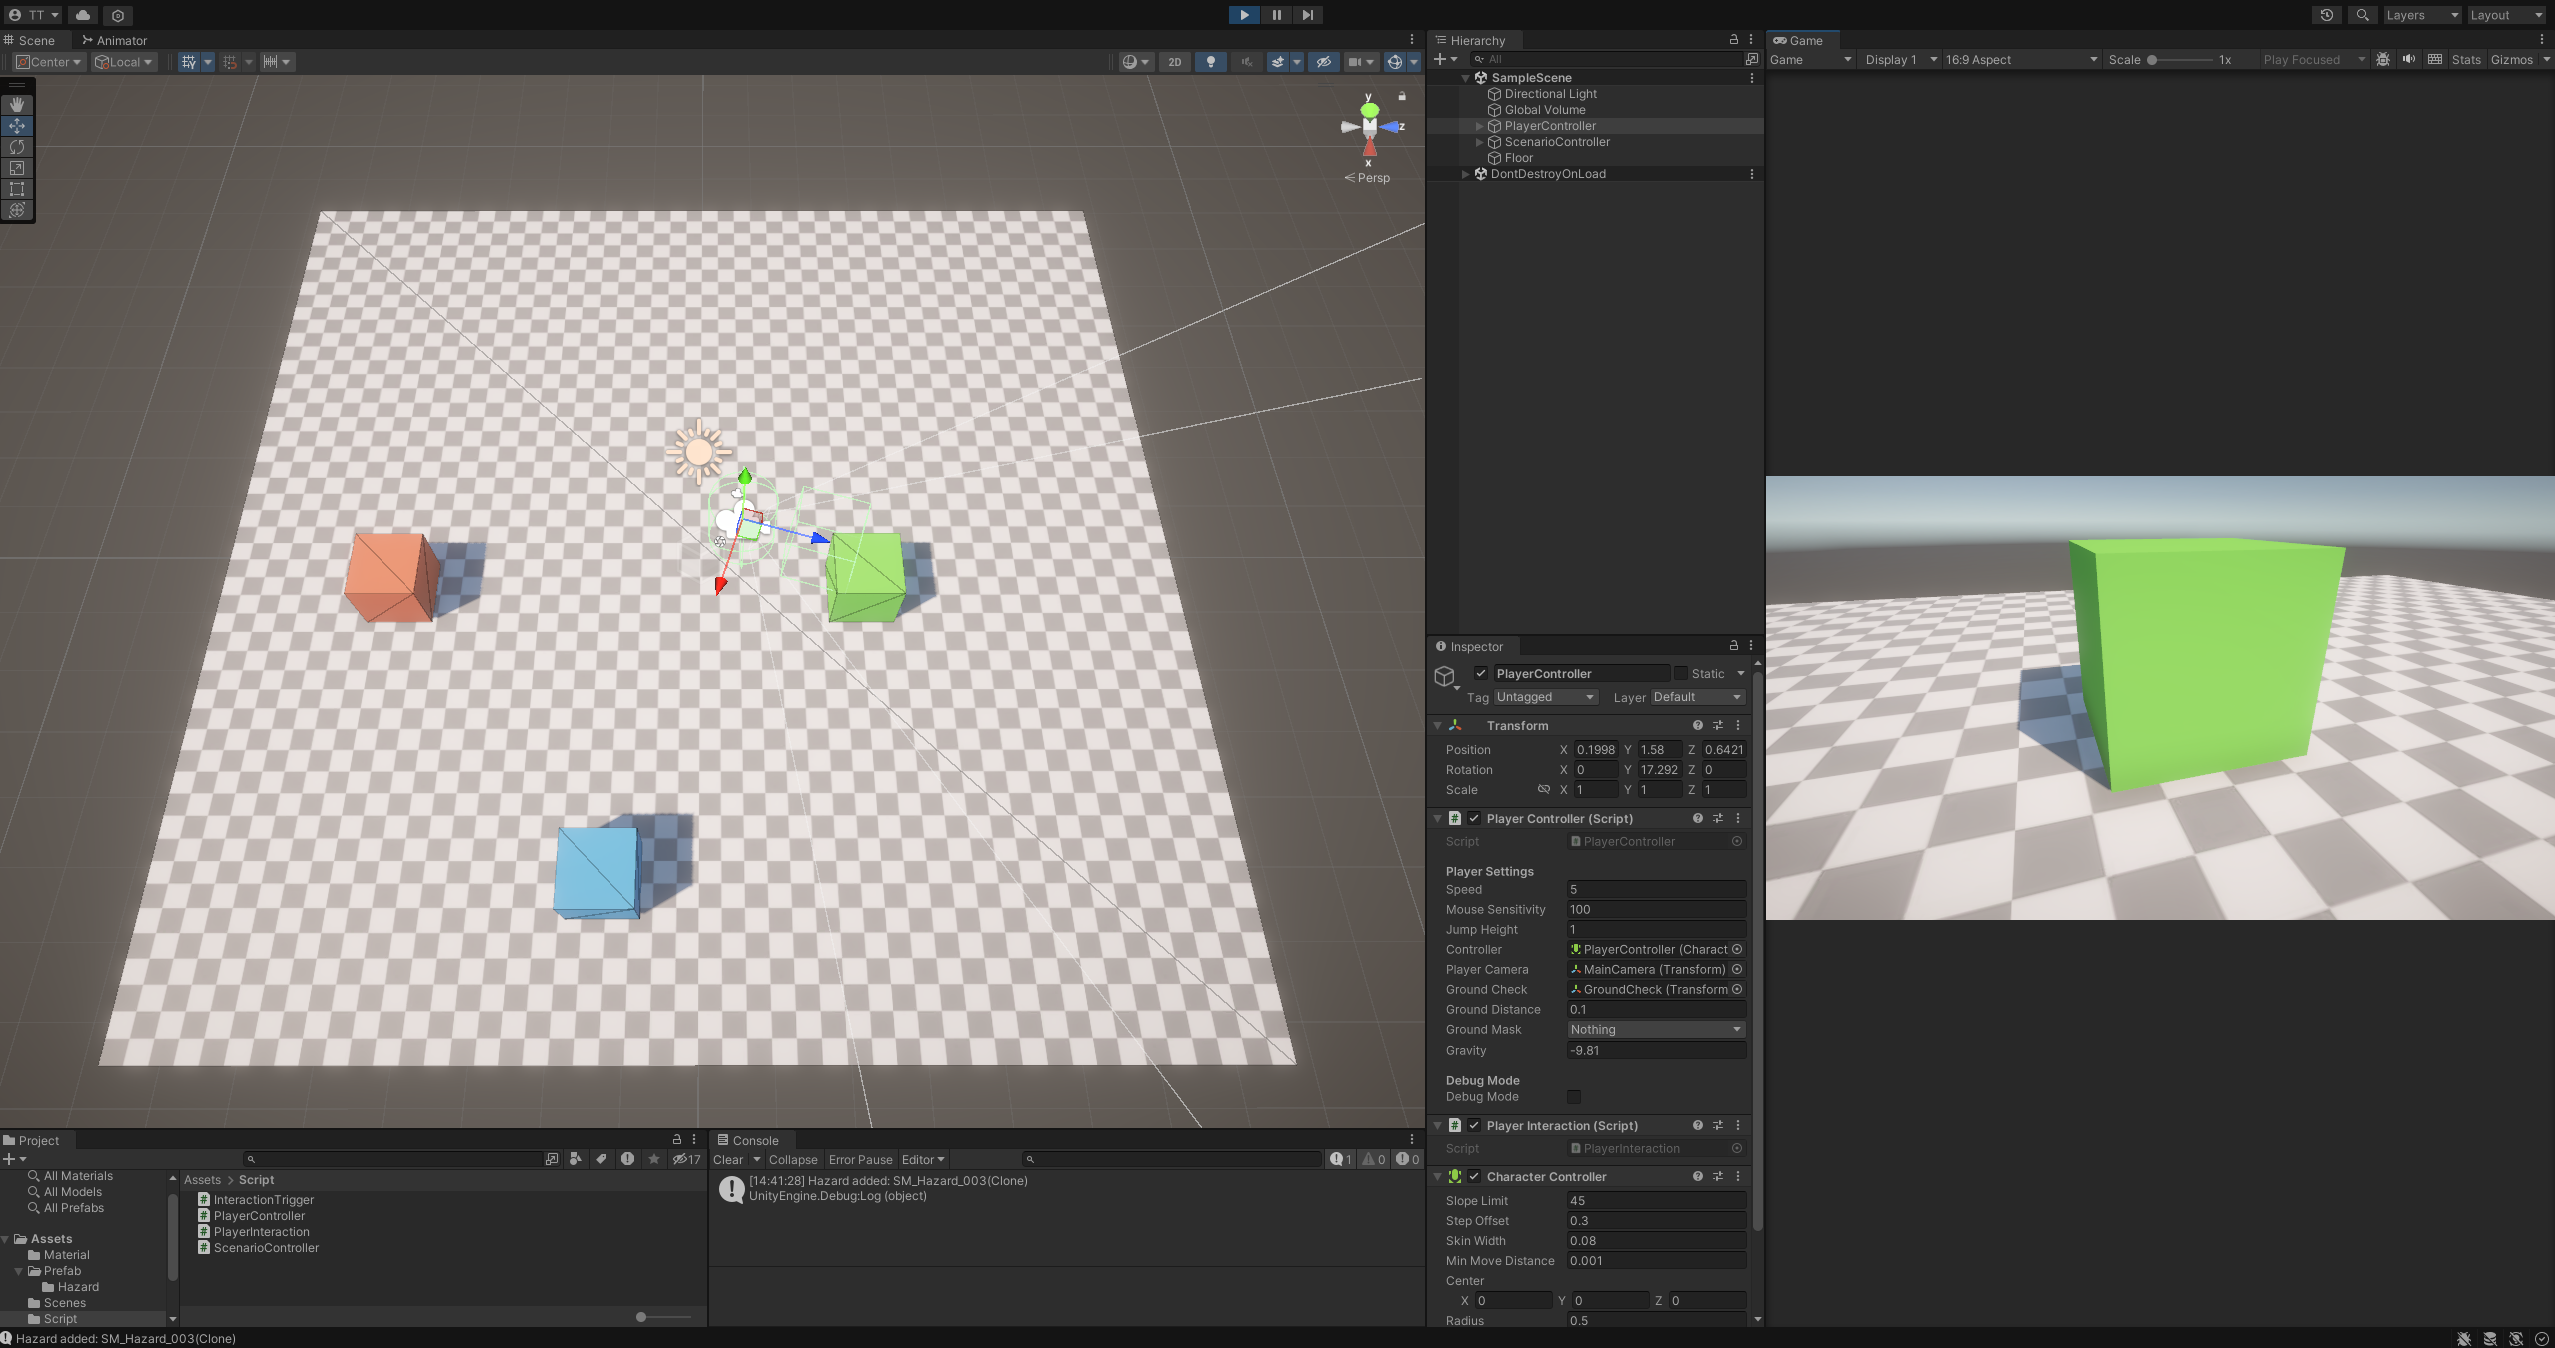 TT
Layers
Layout
Scene
Animator
Center
Local
2D
y
z
x
Persp
Hierarchy
All
SampleScene
Directional Light
Global Volume
PlayerController
ScenarioController
Floor
DontDestroyOnLoad
Game
Game
Display 1
16:9 Aspect
Scale
1x
Play Focused
Stats
Gizmos
Inspector
PlayerController
Static
Tag Untagged Layer Default
Transform
Position X 0.1998 Y 1.58 Z 0.6421
Rotation X 0 Y 17.292 Z 0
Scale X 1 Y 1 Z 1
# Player Controller (Script)
Script PlayerController
Player Settings
Speed 5
Mouse Sensitivity 100
Jump Height 1
Controller PlayerController (Charact
Player Camera MainCamera (Transform)
Ground Check GroundCheck (Transform
Ground Distance 0.1
Ground Mask Nothing
Gravity -9.81
Debug Mode
Debug Mode
# Player Interaction (Script)
Script PlayerInteraction
Character Controller
Slope Limit 45
Step Offset 0.3
Skin Width 0.08
Min Move Distance 0.001
Center
X 0 Y 0 Z 0
Radius 0.5
Project
17
All Materials
All Models
All Prefabs
Assets
Material
Prefab
Hazard
Scenes
Script
Assets > Script
# InteractionTrigger
# PlayerController
# PlayerInteraction
# ScenarioController
Console
Clear Collapse Error Pause Editor 1 0 0
[14:41:28] Hazard added: SM_Hazard_003(Clone)
UnityEngine.Debug:Log (object)
Hazard added: SM_Hazard_003(Clone)